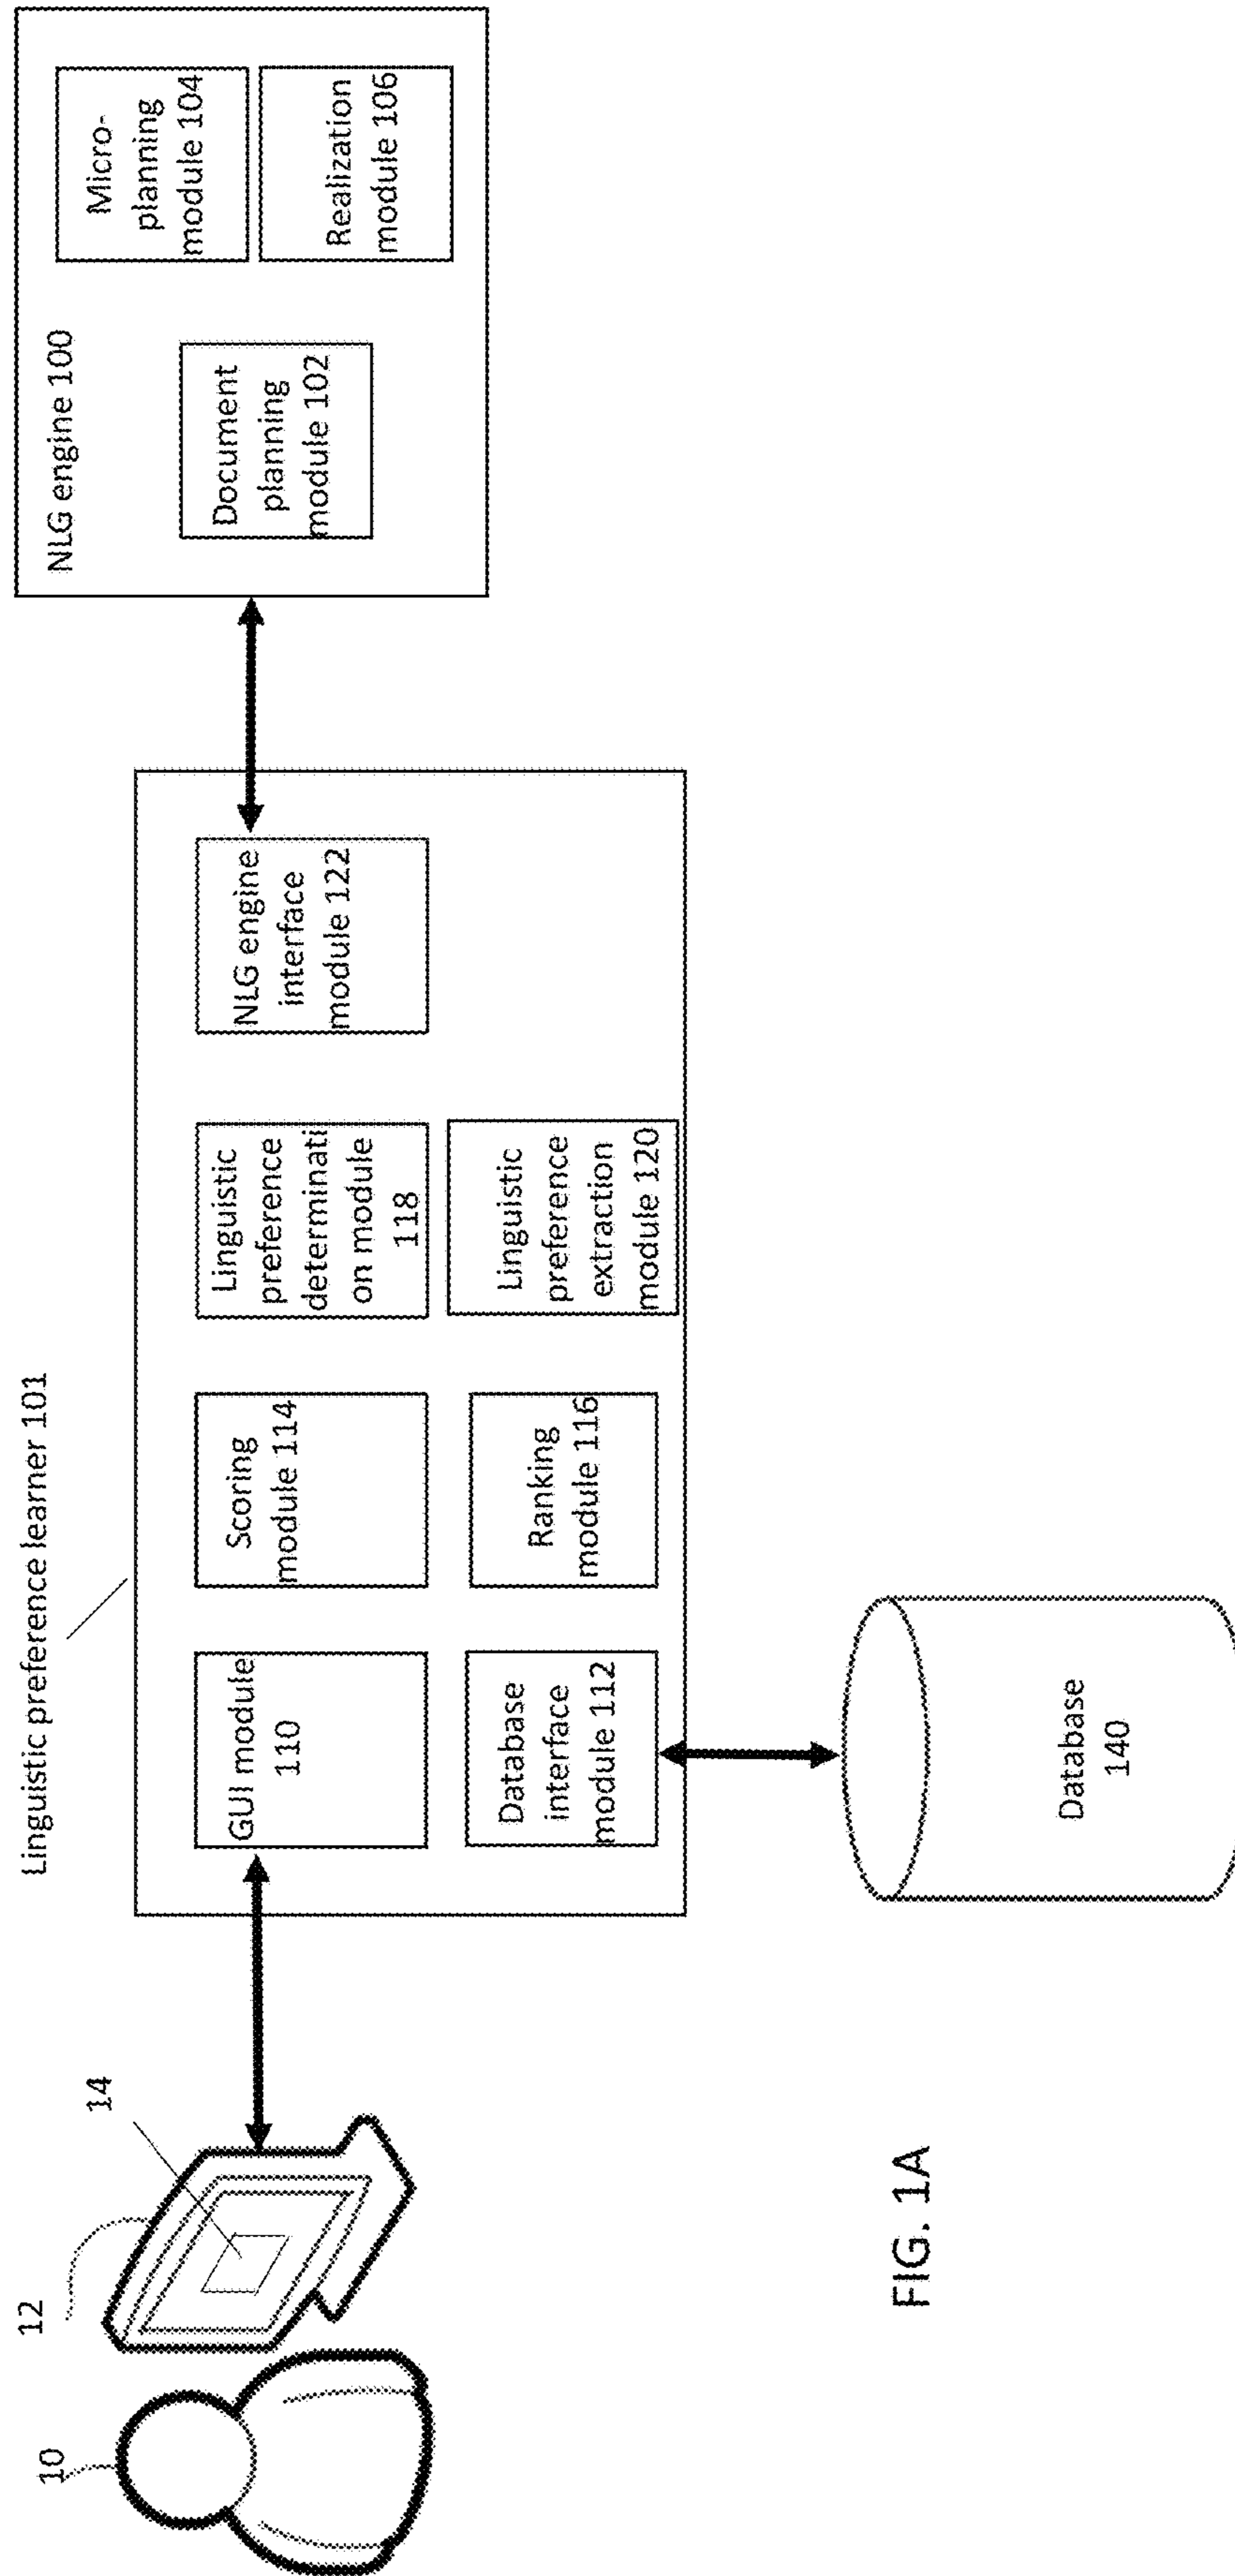 Linguistic preference learner 101
10
12
14
GUI module
110
Database
interface
module 112
Scoring
module 114
Ranking
module 116
Linguistic
preference
determinati
on module
118
Linguistic
preference
extraction
module 120
NLG engine
interface
module 122
NLG engine 100
Document
planning
module 102
Micro-
planning
module 104
Realization
module 106
Database
140
FIG. 1A